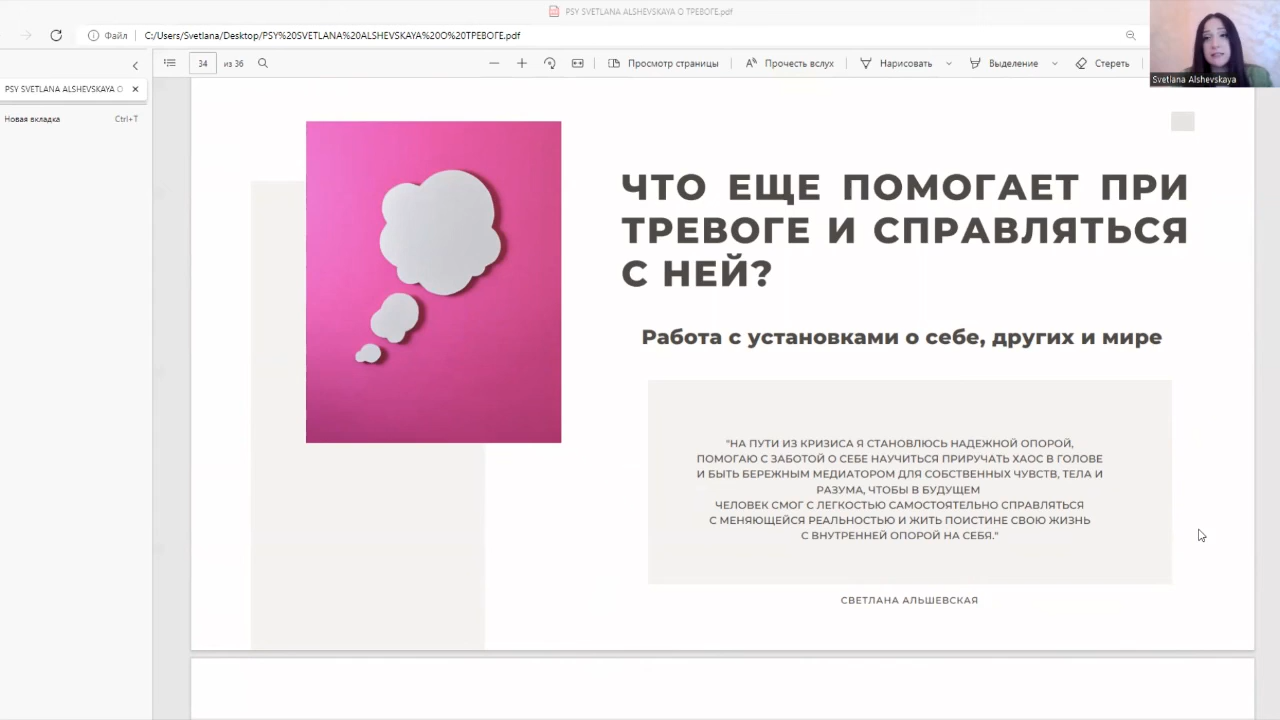 PSY SVETLANA ALSHEVSKAYA O ТРЕВОГЕ.pdf
Файл
C:/Users/Svetlana/Desktop/PSY%20SVETLANA%20ALSHEVSKAYA%20O%20ТРЕВОГЕ.pdf
34 из 36
Просмотр страницы
Прочесть вслух
Нарисовать
Выделение
Стереть
Svetlana Alshevskaya
PSY SVETLANA ALSHEVSKAYA O
Новая вкладка Ctrl+T
ЧТО ЕЩЕ ПОМОГАЕТ ПРИ
ТРЕВОГЕ И СПРАВЛЯТЬСЯ
С НЕЙ?
Работа с установками о себе, других и мире
"НА ПУТИ ИЗ КРИЗИСА Я СТАНОВЛЮСЬ НАДЕЖНОЙ ОПОРОЙ,
ПОМОГАЮ С ЗАБОТОЙ О СЕБЕ НАУЧИТЬСЯ ПРИРУЧАТЬ ХАОС В ГОЛОВЕ
И БЫТЬ БЕРЕЖНЫМ МЕДИАТОРОМ ДЛЯ СОБСТВЕННЫХ ЧУВСТВ, ТЕЛА И
РАЗУМА, ЧТОБЫ В БУДУЩЕМ
ЧЕЛОВЕК СМОГ С ЛЕГКОСТЬЮ САМОСТОЯТЕЛЬНО СПРАВЛЯТЬСЯ
С МЕНЯЮЩЕЙСЯ РЕАЛЬНОСТЬЮ И ЖИТЬ ПОИСТИНЕ СВОЮ ЖИЗНЬ
С ВНУТРЕННЕЙ ОПОРОЙ НА СЕБЯ."
СВЕТЛАНА АЛЬШЕВСКАЯ